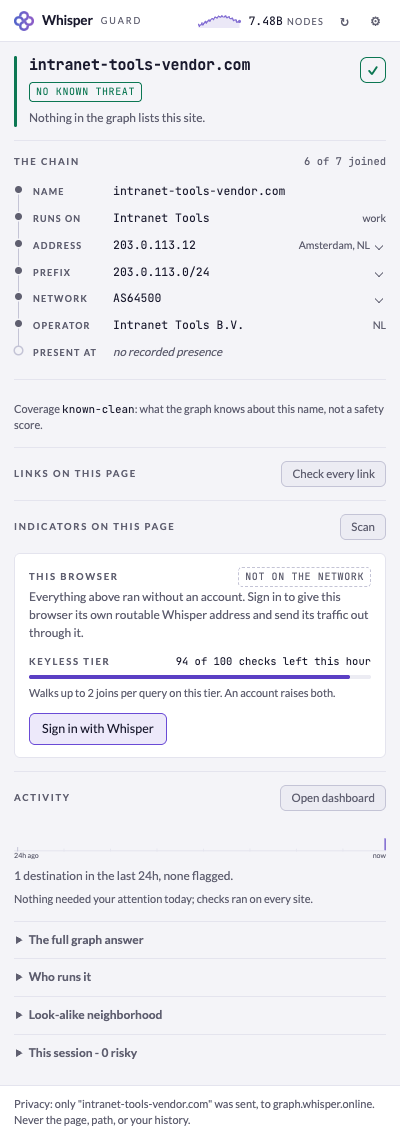 Whisper GUARD 7.48B NODES ↻ ⚙
intranet-tools-vendor.com
NO KNOWN THREAT
Nothing in the graph lists this site.
THE CHAIN 6 of 7 joined
NAME intranet-tools-vendor.com
RUNS ON Intranet Tools work
ADDRESS 203.0.113.12 Amsterdam, NL
PREFIX 203.0.113.0/24
NETWORK AS64500
OPERATOR Intranet Tools B.V. NL
PRESENT AT no recorded presence
Coverage known-clean: what the graph knows about this name, not a safety
score.
LINKS ON THIS PAGE Check every link
INDICATORS ON THIS PAGE Scan
THIS BROWSER NOT ON THE NETWORK
Everything above ran without an account. Sign in to give this
browser its own routable Whisper address and send its traffic out
through it.
KEYLESS TIER 94 of 100 checks left this hour
Walks up to 2 joins per query on this tier. An account raises both.
Sign in with Whisper
ACTIVITY Open dashboard
24h ago now
1 destination in the last 24h, none flagged.
Nothing needed your attention today; checks ran on every site.
▶ The full graph answer
▶ Who runs it
▶ Look-alike neighborhood
▶ This session - 0 risky
Privacy: only "intranet-tools-vendor.com" was sent, to graph.whisper.online.
Never the page, path, or your history.